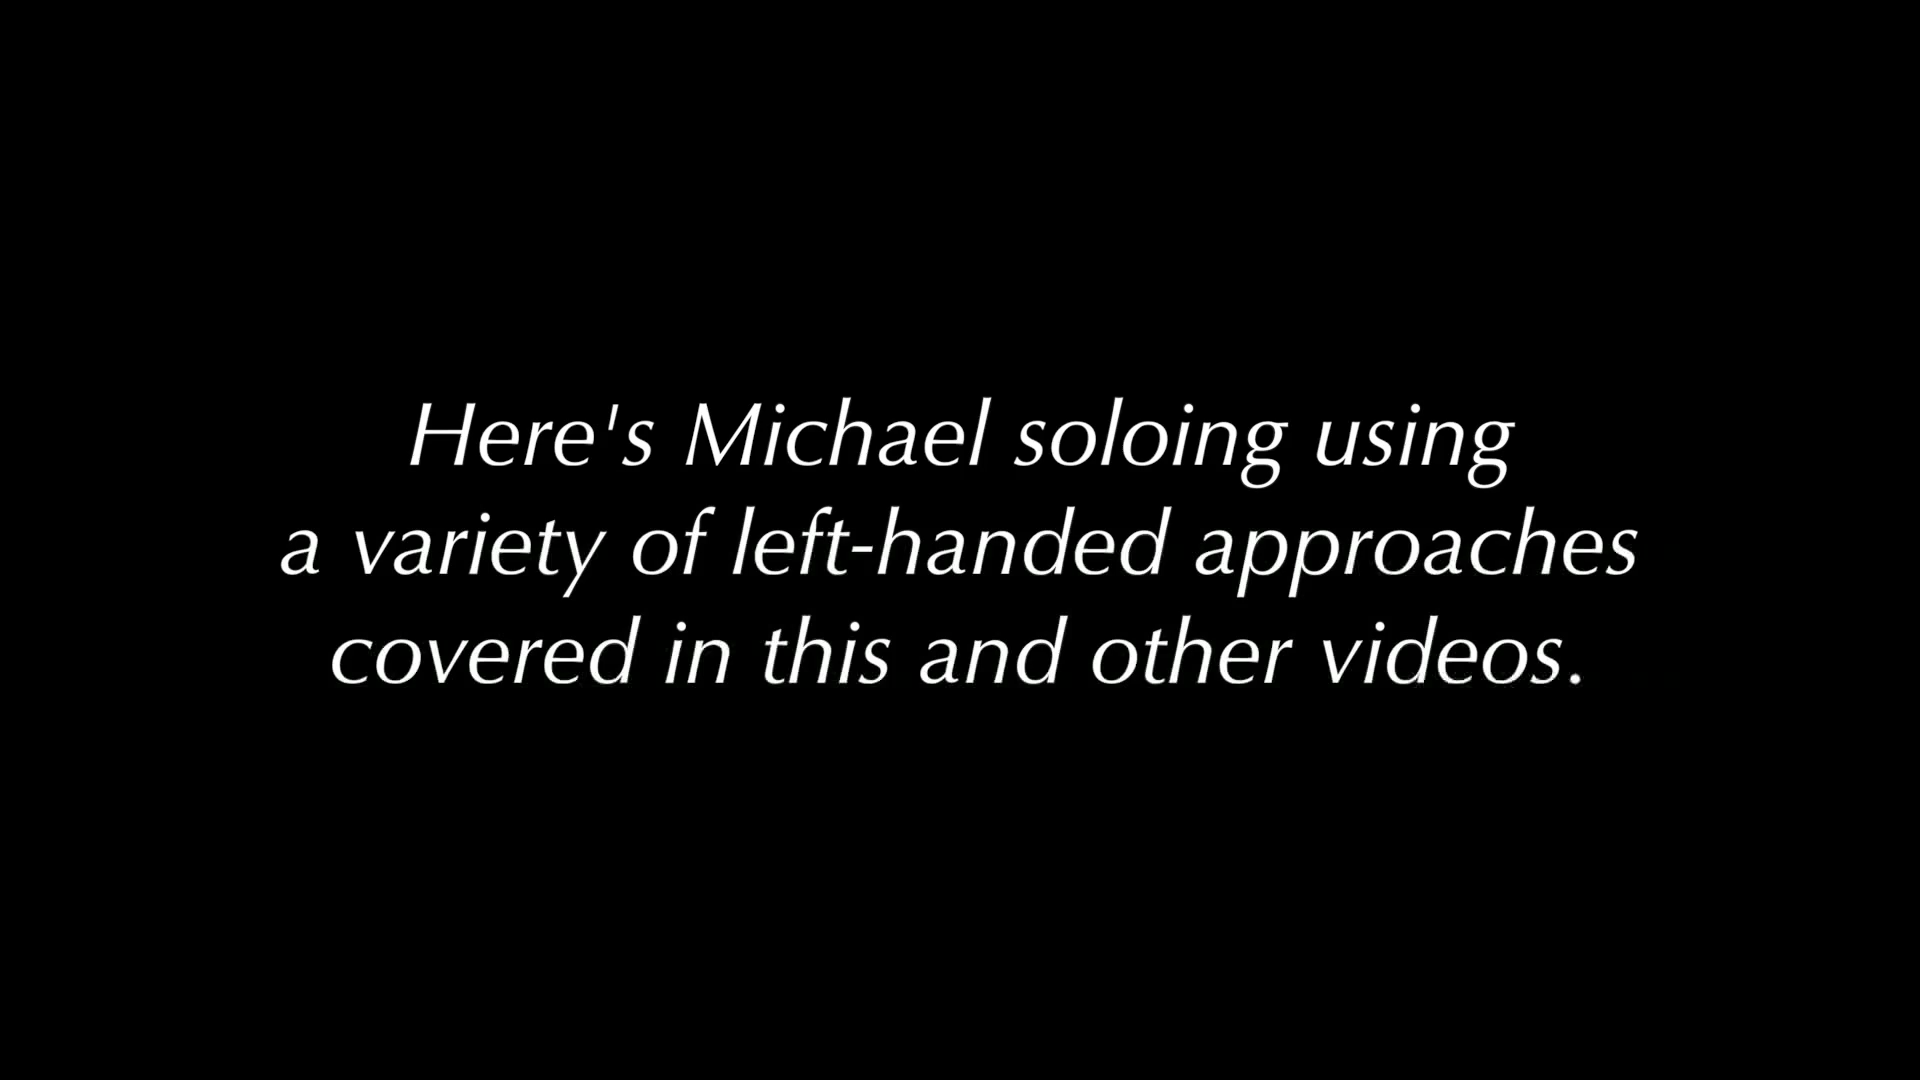 Here's Michael soloing using
a variety of left-handed approaches
covered in this and other videos.